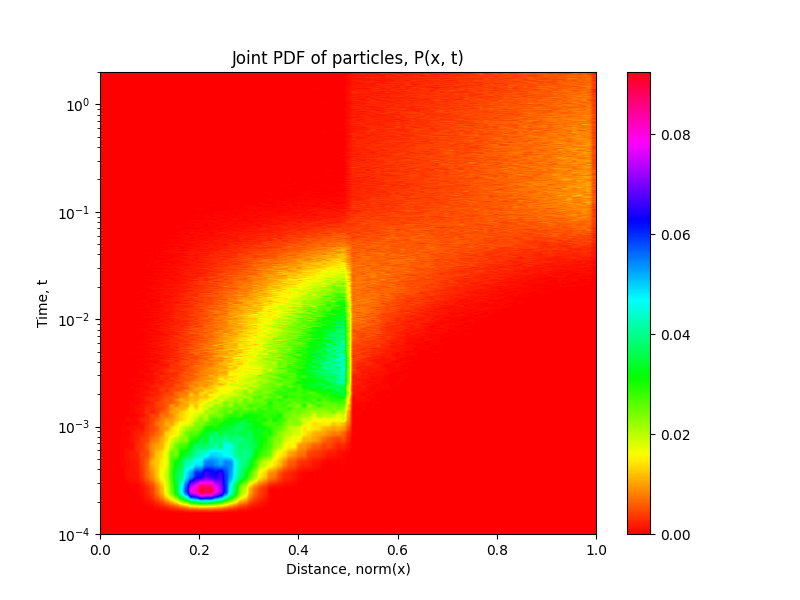 Joint PDF of particles, P(x, t)
Time, t
10⁰
10⁻¹
10⁻²
10⁻³
10⁻⁴
0.0 0.2 0.4 0.6 0.8 1.0
Distance, norm(x)
0.08
0.06
0.04
0.02
0.00